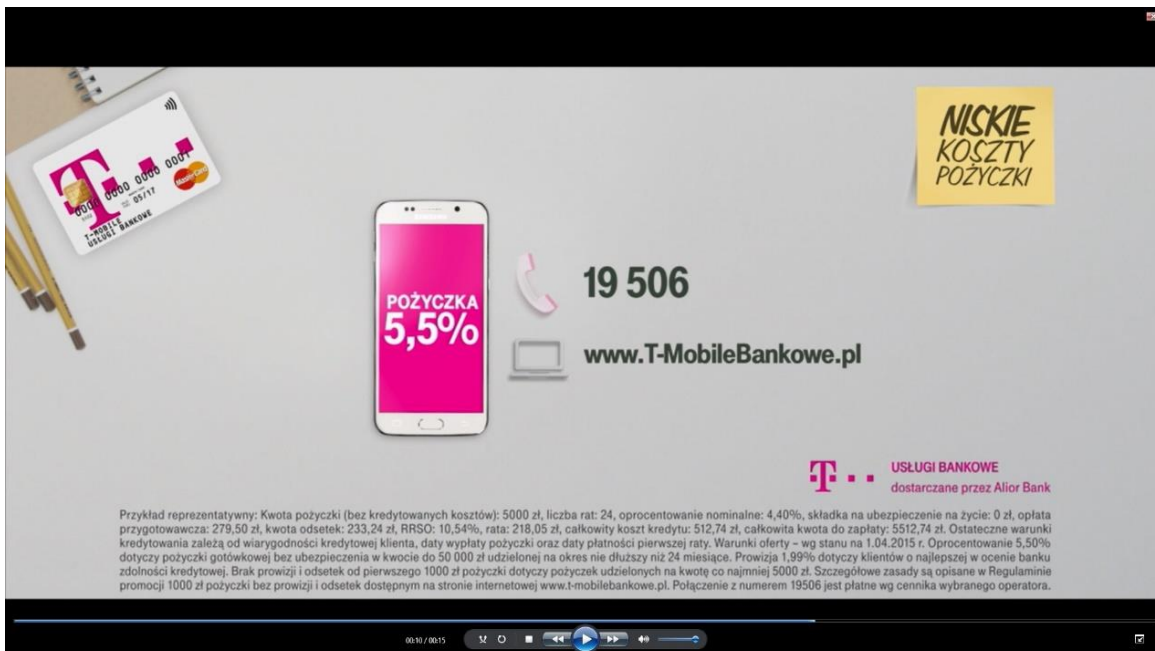 NISKIE
KOSZTY
POŻYCZKI
T
0000 0000 0000 0001
05/17
MasterCard
T-MOBILE
USŁUGI BANKOWE
SAMSUNG
POŻYCZKA
5,5%
19 506
www.T-MobileBankowe.pl
T
USŁUGI BANKOWE
dostarczane przez Alior Bank
Przykład reprezentatywny: Kwota pożyczki (bez kredytowanych kosztów): 5000 zł, liczba rat: 24, oprocentowanie nominalne: 4,40%, składka na ubezpieczenie na życie: 0 zł, opłata
przygotowawcza: 279,50 zł, kwota odsetek: 233,24 zł, RRSO: 10,54%, rata: 218,05 zł, całkowity koszt kredytu: 512,74 zł, całkowita kwota do zapłaty: 5512,74 zł. Ostateczne warunki
kredytowania zależą od wiarygodności kredytowej klienta, daty wypłaty pożyczki oraz daty płatności pierwszej raty. Warunki oferty – wg stanu na 1.04.2015 r. Oprocentowanie 5,50%
dotyczy pożyczki gotówkowej bez ubezpieczenia w kwocie do 50 000 zł udzielonej na okres nie dłuższy niż 24 miesiące. Prowizja 1,99% dotyczy klientów o najlepszej w ocenie banku
zdolności kredytowej. Brak prowizji i odsetek od pierwszego 1000 zł pożyczki dotyczy pożyczek udzielonych na kwotę co najmniej 5000 zł. Szczegółowe zasady są opisane w Regulaminie
promocji 1000 zł pożyczki bez prowizji i odsetek dostępnym na stronie internetowej www.t-mobilebankowe.pl. Połączenie z numerem 19506 jest płatne wg cennika wybranego operatora.
00:10 / 00:15